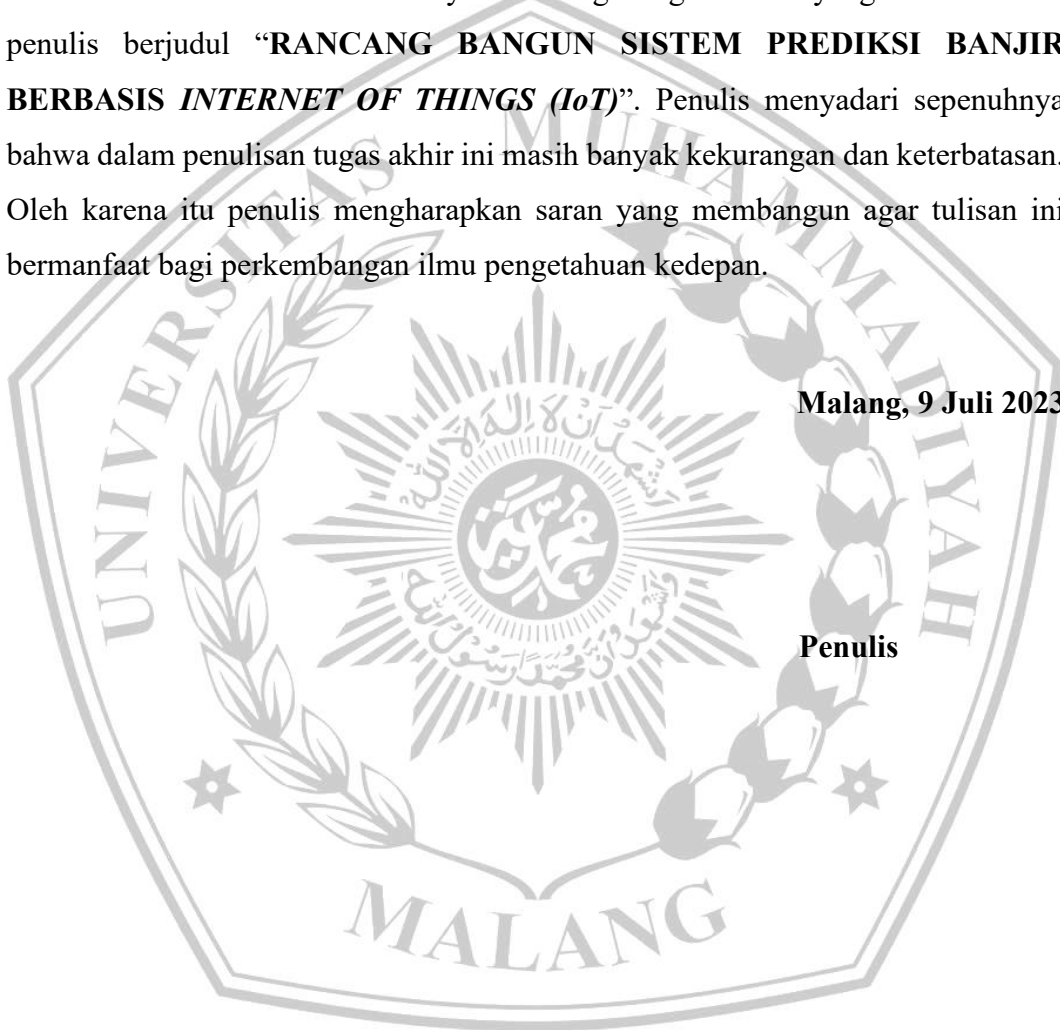 penulis berjudul “RANCANG BANGUN SISTEM PREDIKSI BANJIR
BERBASIS INTERNET OF THINGS (IoT)”. Penulis menyadari sepenuhnya
bahwa dalam penulisan tugas akhir ini masih banyak kekurangan dan keterbatasan.
Oleh karena itu penulis mengharapkan saran yang membangun agar tulisan ini
bermanfaat bagi perkembangan ilmu pengetahuan kedepan.
Malang, 9 Juli 2023
Penulis
UNIVERSITAS MUHAMMADIYAH
MALANG